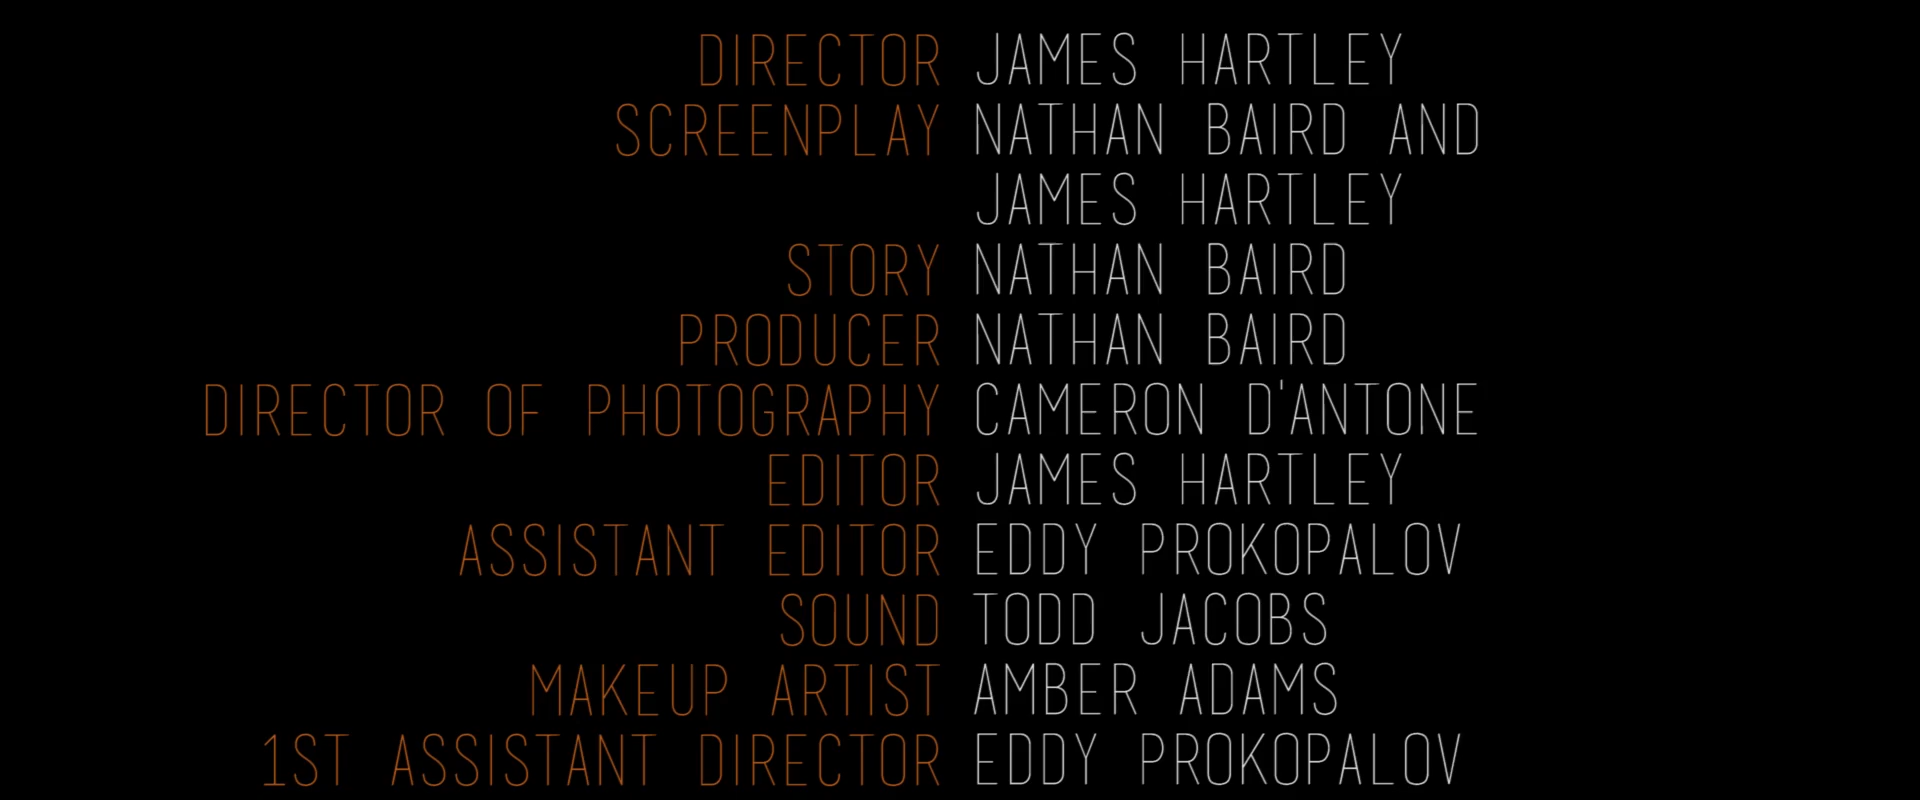 DIRECTOR JAMES HARTLEY
SCREENPLAY NATHAN BAIRD AND
JAMES HARTLEY
STORY NATHAN BAIRD
PRODUCER NATHAN BAIRD
DIRECTOR OF PHOTOGRAPHY CAMERON D'ANTONE
EDITOR JAMES HARTLEY
ASSISTANT EDITOR EDDY PROKOPALOV
SOUND TODD JACOBS
MAKEUP ARTIST AMBER ADAMS
1ST ASSISTANT DIRECTOR EDDY PROKOPALOV